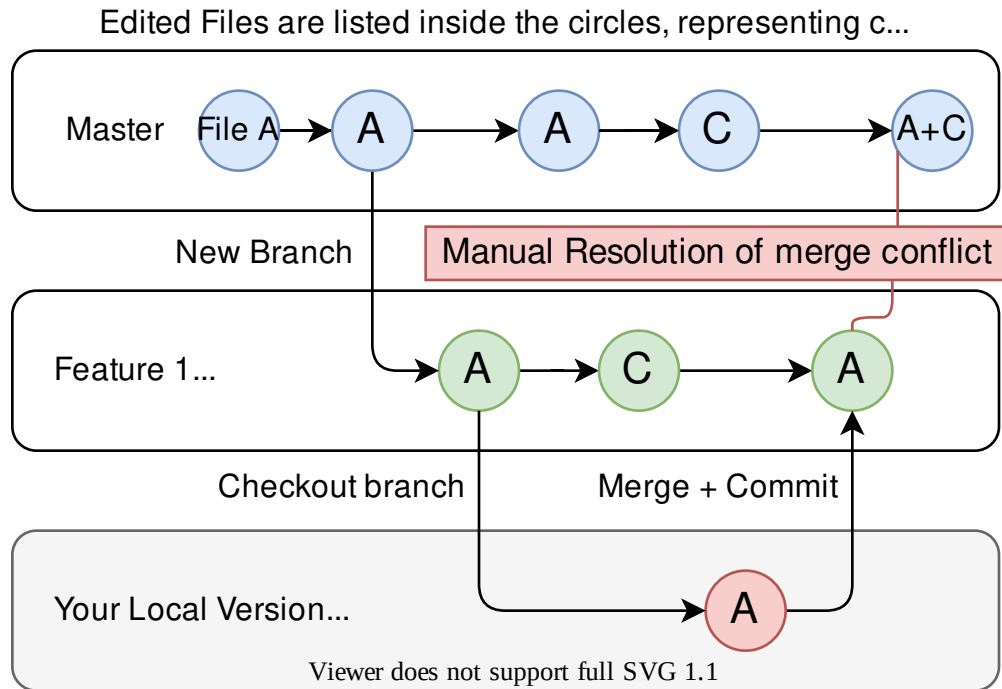 Edited Files are listed inside the circles, representing c...
Master
File A
A
A
C
A+C
New Branch
Manual Resolution of merge conflict
Feature 1...
A
C
A
Checkout branch
Merge + Commit
Your Local Version...
A
Viewer does not support full SVG 1.1